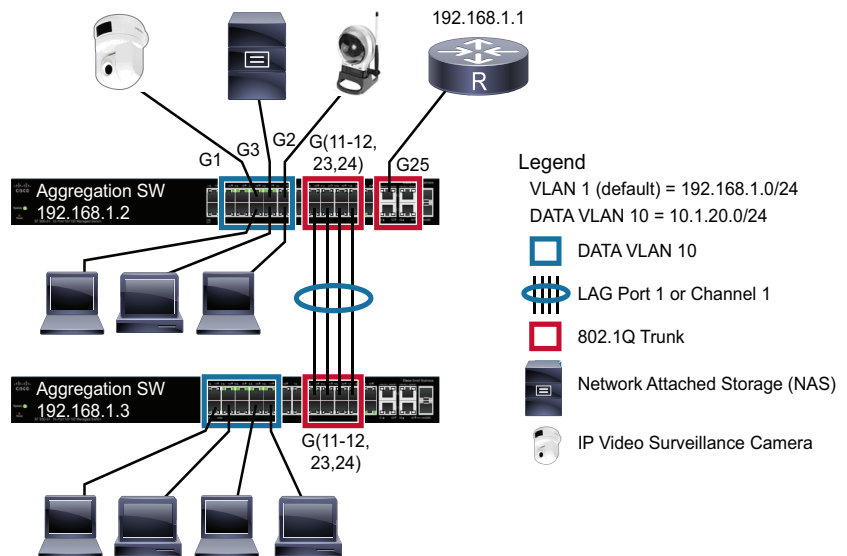 192.168.1.1
R
G1
G3
G2
G(11-12,
23,24)
G25
CISCO
Aggregation SW
192.168.1.2
Legend
VLAN 1 (default) = 192.168.1.0/24
DATA VLAN 10 = 10.1.20.0/24
DATA VLAN 10
LAG Port 1 or Channel 1
802.1Q Trunk
Network Attached Storage (NAS)
IP Video Surveillance Camera
CISCO
Aggregation SW
192.168.1.3
G(11-12,
23,24)